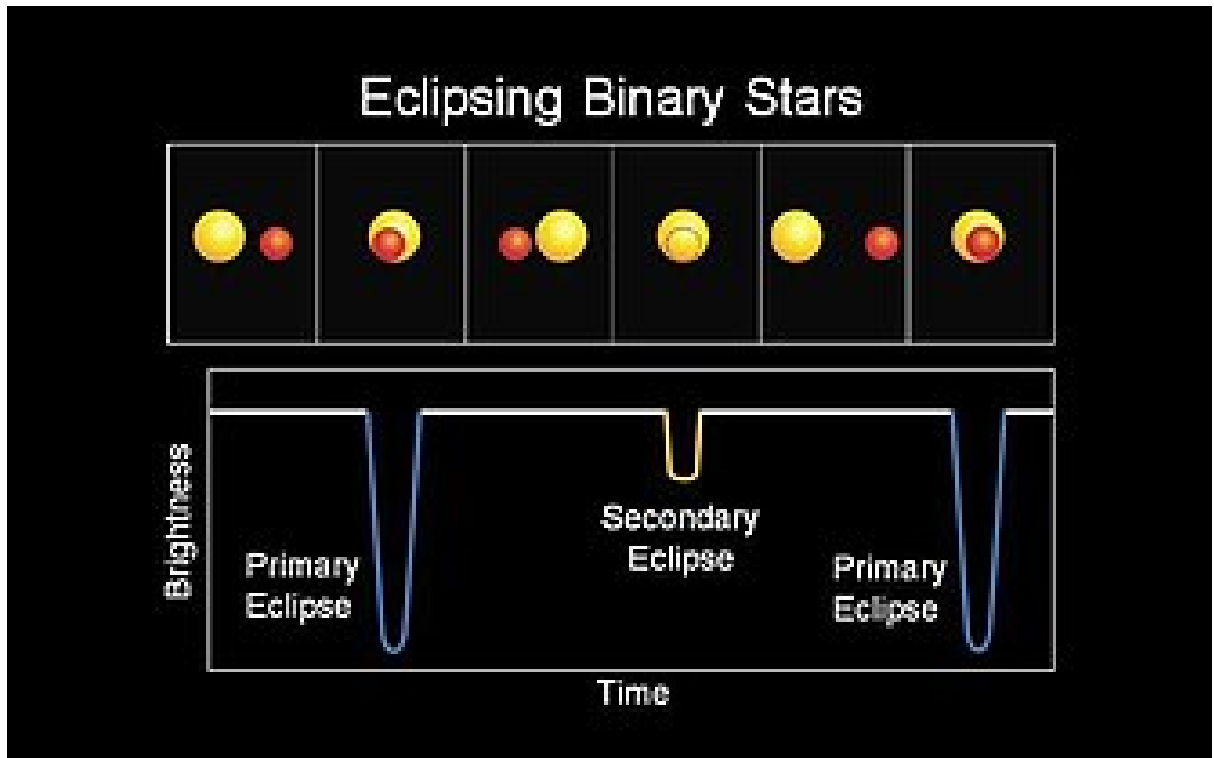 Eclipsing Binary Stars
Brightness
Primary
Eclipse
Secondary
Eclipse
Primary
Eclipse
Time